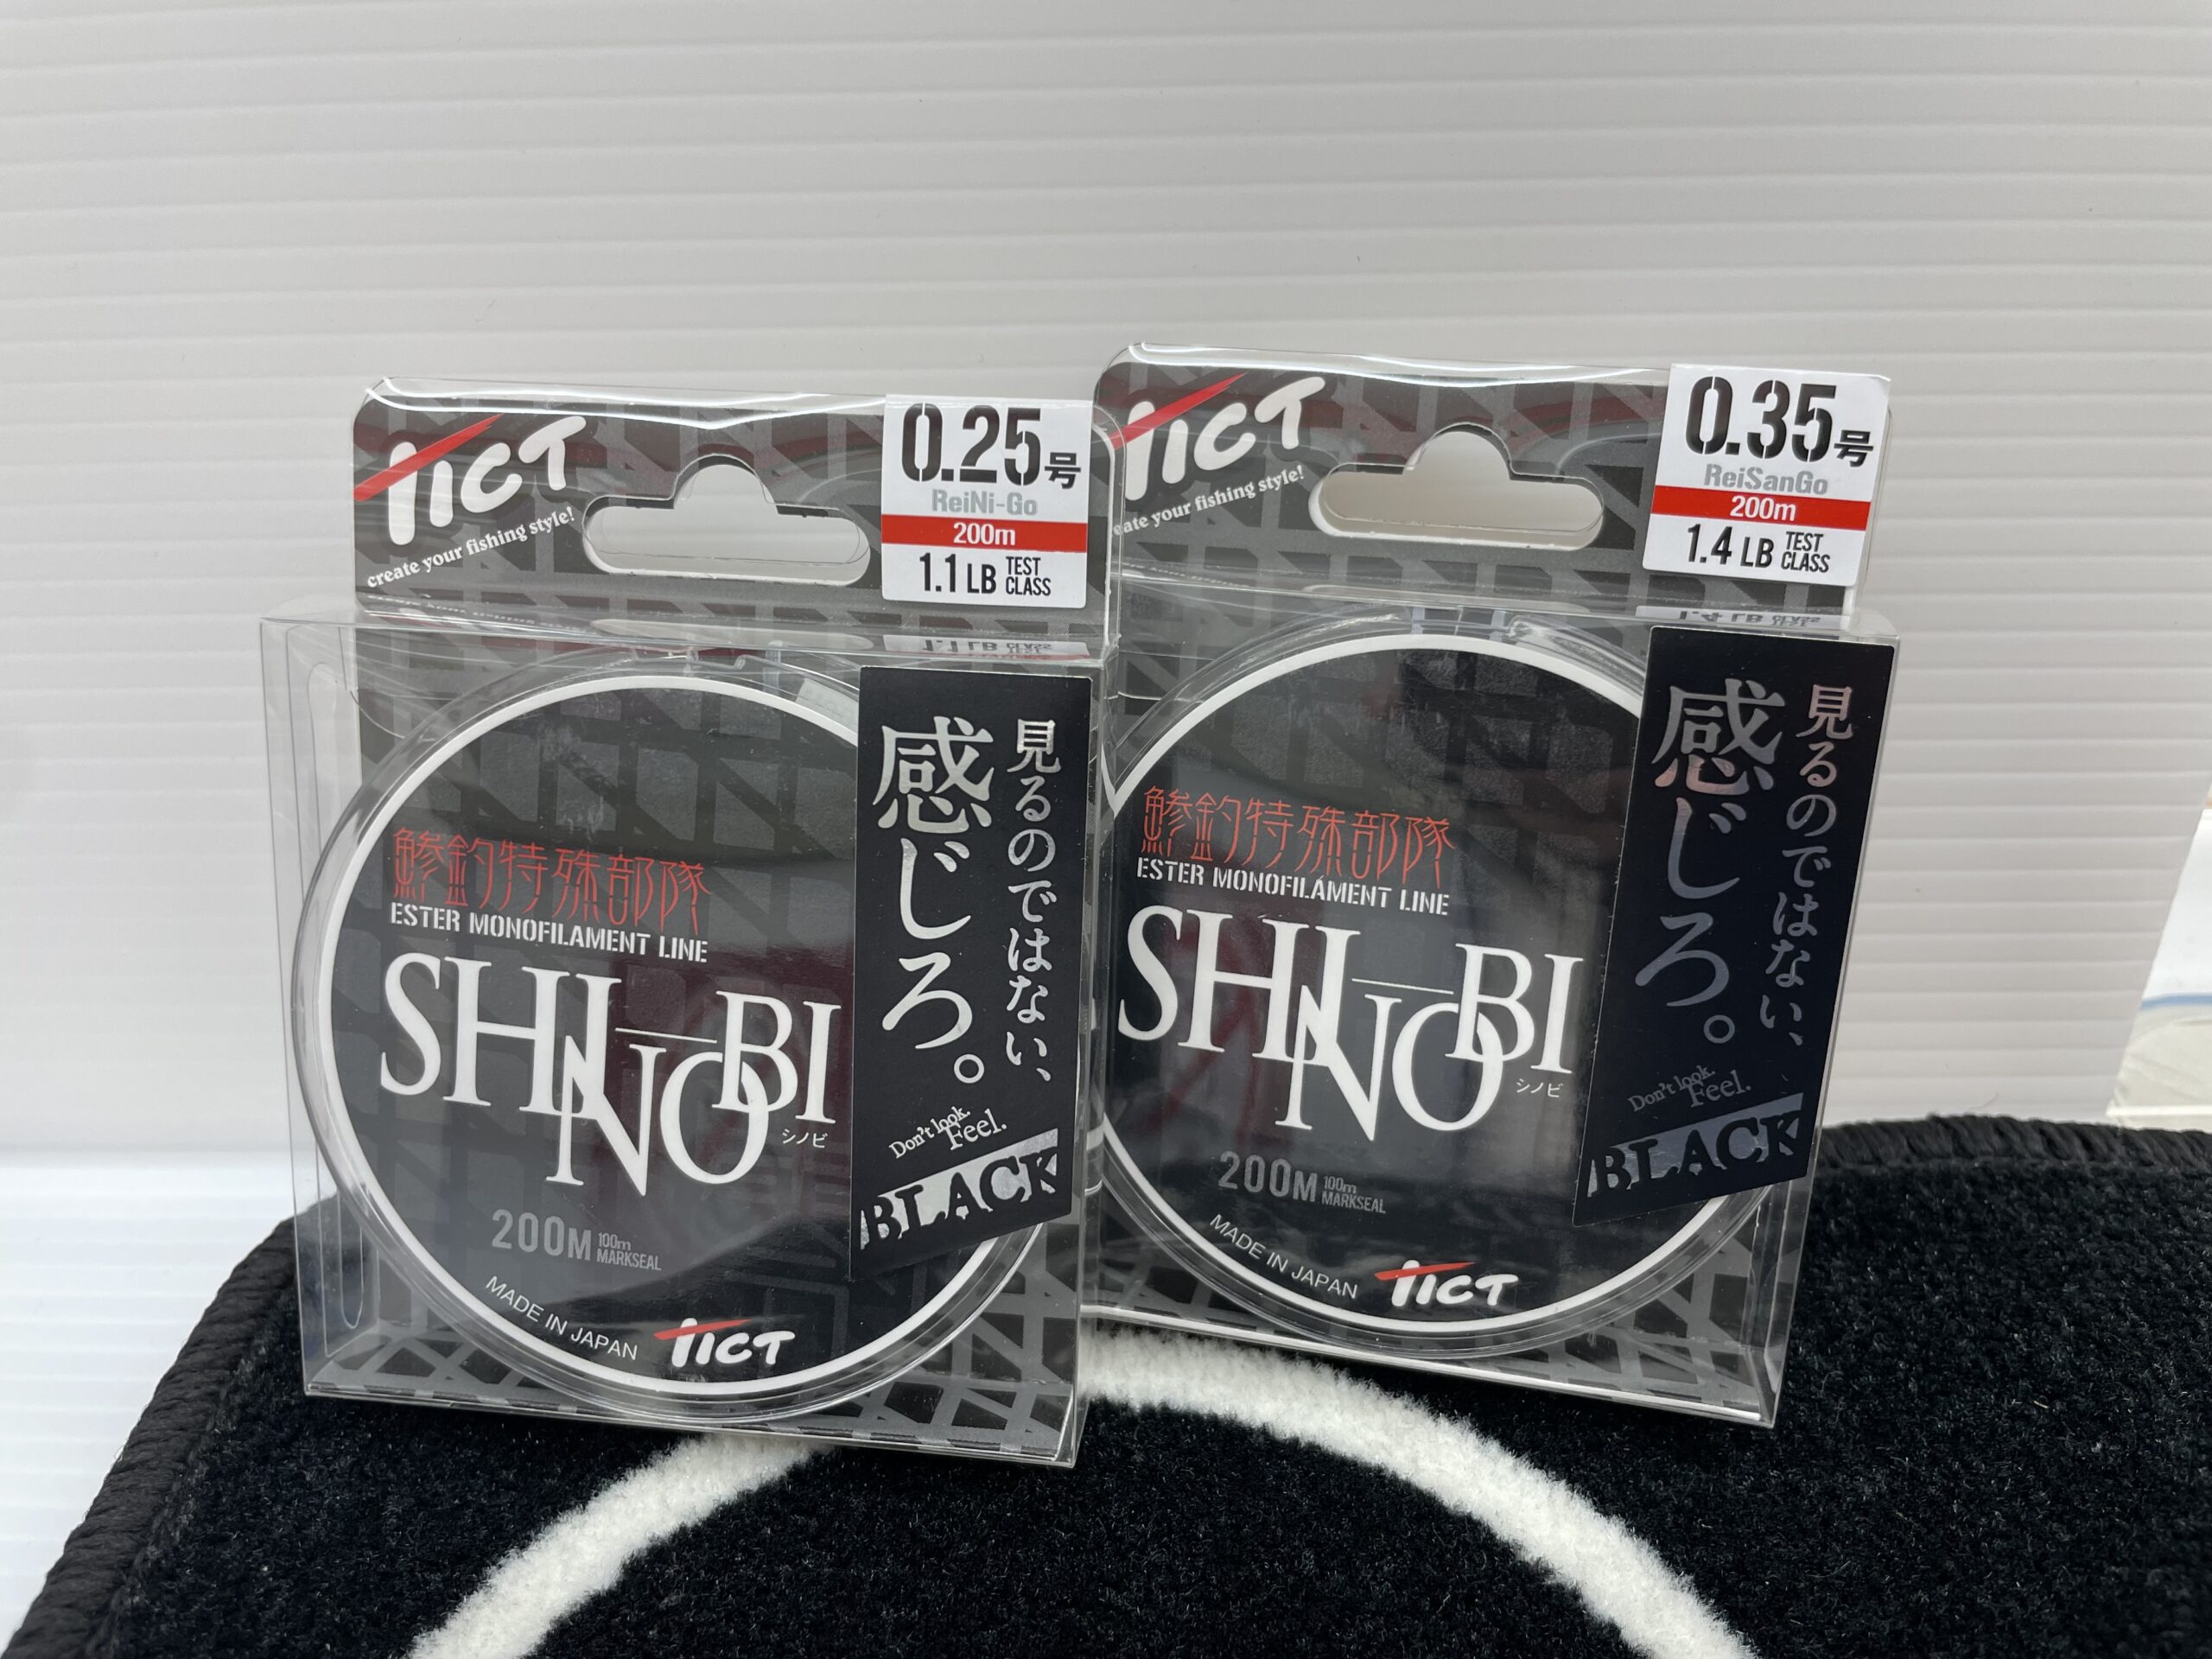 TICT
create your fishing style!
0.25号
ReiNi-Go
200m
1.1LB TEST CLASS
鯵釣特殊部隊
ESTER MONOFILAMENT LINE
SHINOBI
シノビ
200M 100m MARKSEAL
MADE IN JAPAN
TICT
見るのではない、
感じろ。
Don't look.
Feel.
BLACK
TICT
eate your fishing style!
0.35号
ReiSanGo
200m
1.4LB TEST CLASS
鯵釣特殊部隊
ESTER MONOFILAMENT LINE
SHINOBI
シノビ
200M 100m MARKSEAL
MADE IN JAPAN
TICT
見るのではない、
感じろ。
Don't look.
Feel.
BLACK